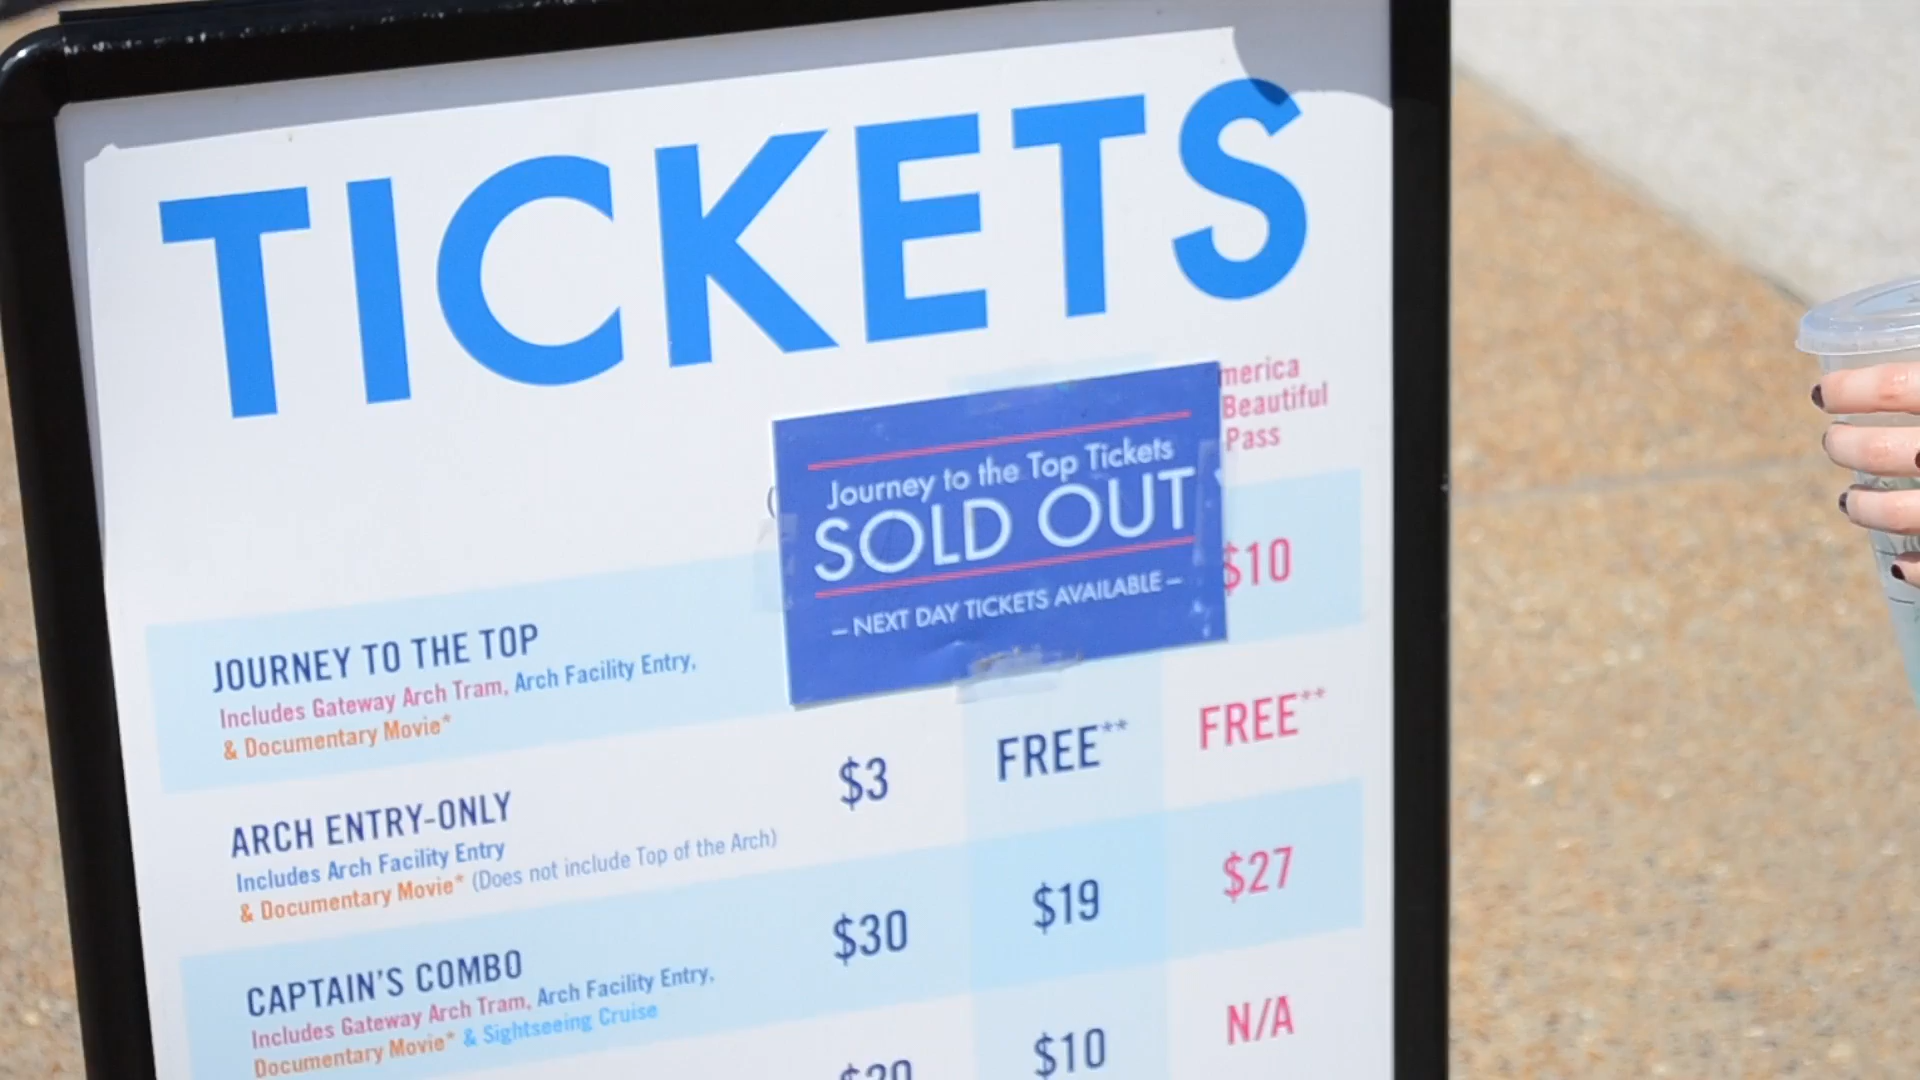 TICKETS
merica
Beautiful
Pass
Journey to the Top Tickets
SOLD OUT
– NEXT DAY TICKETS AVAILABLE –
$10
JOURNEY TO THE TOP
Includes Gateway Arch Tram, Arch Facility Entry,
& Documentary Movie*
ARCH ENTRY-ONLY $3 FREE** FREE**
Includes Arch Facility Entry
& Documentary Movie* (Does not include Top of the Arch)
CAPTAIN'S COMBO $30 $19 $27
Includes Gateway Arch Tram, Arch Facility Entry,
Documentary Movie* & Sightseeing Cruise
$10 N/A